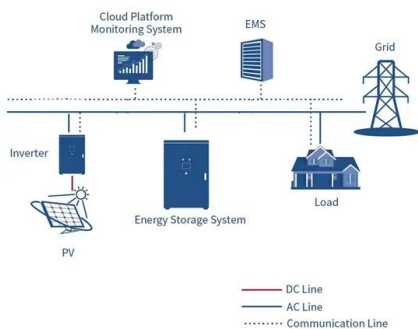 Cloud Platform
Monitoring System
EMS
Grid
Inverter
Energy Storage System
Load
PV
DC Line
AC Line
Communication Line